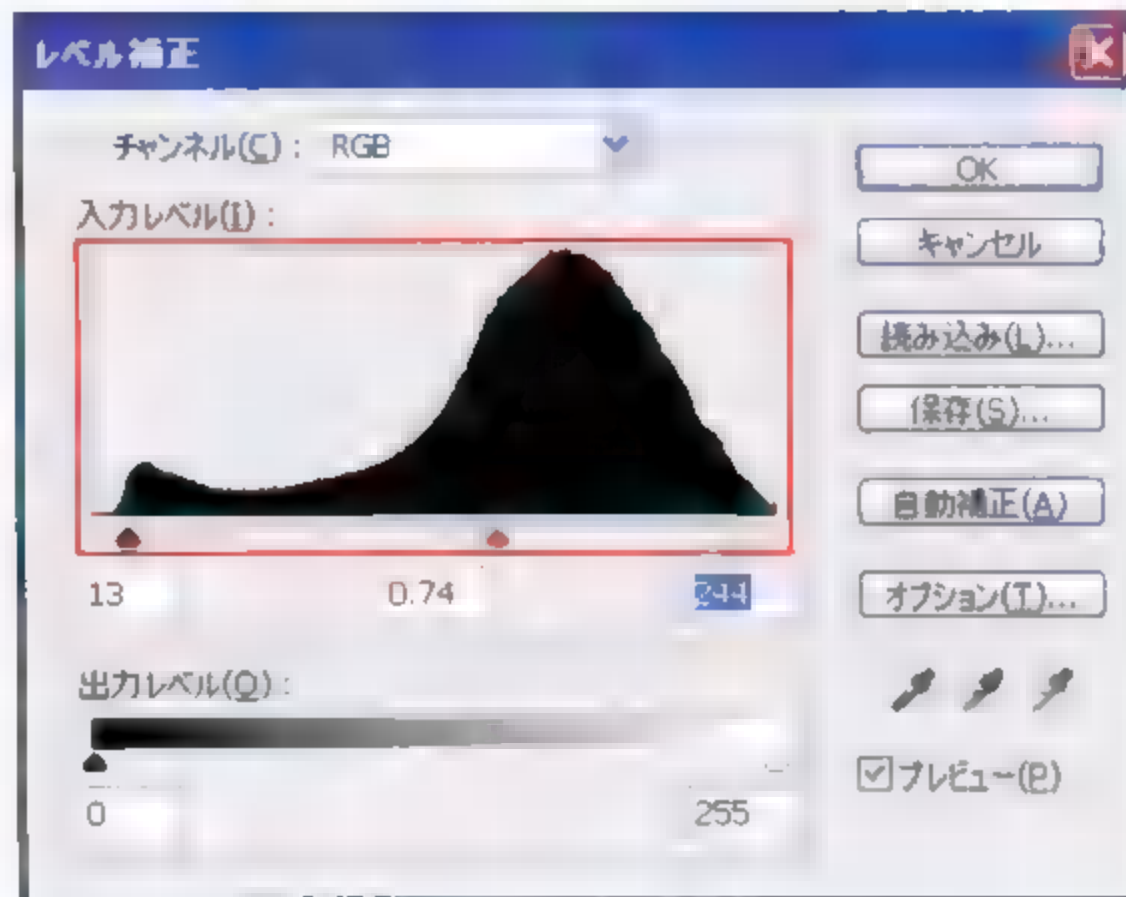 レベル補正
チャンネル(C): RGB
入力レベル(I):
13 0.74 244
出力レベル(O):
0 255
OK
キャンセル
読み込み(L)...
保存(S)...
自動補正(A)
オプション(T)...
プレビュー(P)